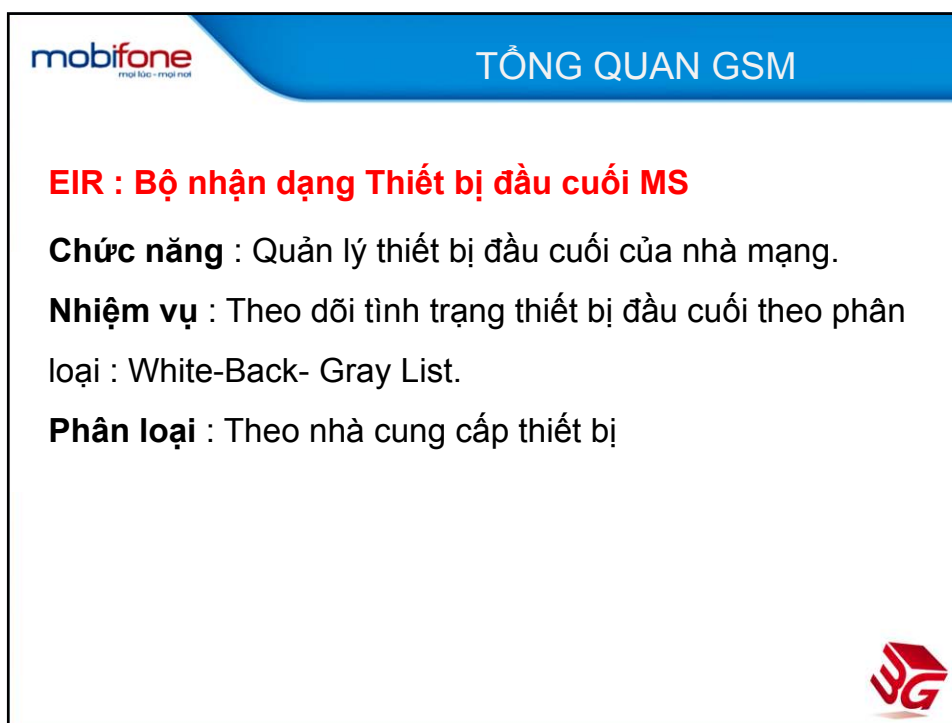 mobifone
mọi lúc - mọi nơi
TỔNG QUAN GSM
EIR : Bộ nhận dạng Thiết bị đầu cuối MS
Chức năng : Quản lý thiết bị đầu cuối của nhà mạng.
Nhiệm vụ : Theo dõi tình trạng thiết bị đầu cuối theo phân
loại : White-Back- Gray List.
Phân loại : Theo nhà cung cấp thiết bị
3G